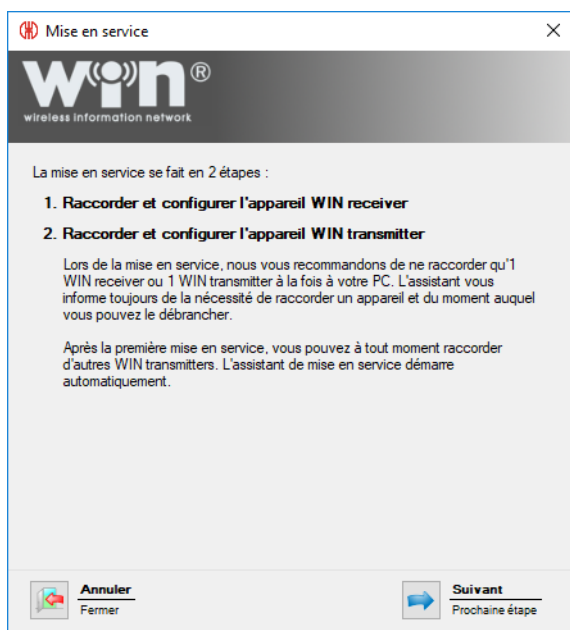 Mise en service
win®
wireless information network
La mise en service se fait en 2 étapes :
1. Raccorder et configurer l'appareil WIN receiver
2. Raccorder et configurer l'appareil WIN transmitter
Lors de la mise en service, nous vous recommandons de ne raccorder qu'1
WIN receiver ou 1 WIN transmitter à la fois à votre PC. L'assistant vous
informe toujours de la nécessité de raccorder un appareil et du moment auquel
vous pouvez le débrancher.
Après la première mise en service, vous pouvez à tout moment raccorder
d'autres WIN transmitters. L'assistant de mise en service démarre
automatiquement.
Annuler
Fermer
Suivant
Prochaine étape